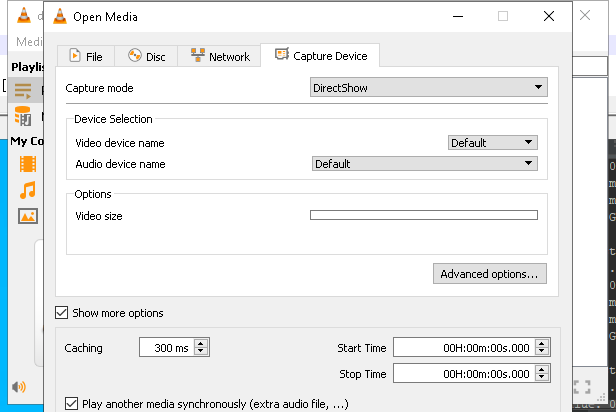 Open Media
d
Medi
File
Disc
Network
Capture Device
Playlis
Capture mode
DirectShow
Device Selection
Video device name
Default
Audio device name
Default
My Co
Options
Video size
Advanced options...
Show more options
Caching
300 ms
Start Time
00H:00m:00s.000
Stop Time
00H:00m:00s.000
Play another media synchronously (extra audio file, ...)